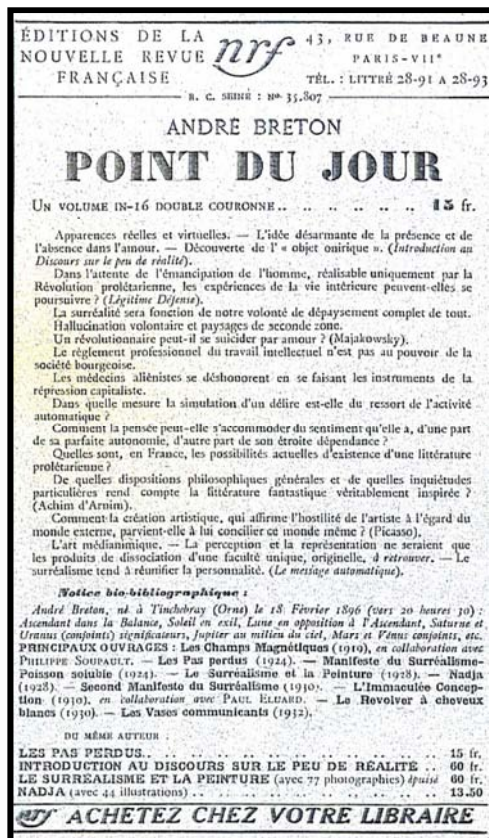 ÉDITIONS DE LA
NOUVELLE REVUE
FRANÇAISE
nrf
43, RUE DE BEAUNE
PARIS-VIIe
TÉL. : LITTRÉ 28-91 A 28-93
R. C. SEINE : No 35.807
ANDRÉ BRETON
POINT DU JOUR
UN VOLUME IN-16 DOUBLE COURONNE .. .. .. .. .. .. 15 fr.
Apparences réelles et virtuelles. — L'idée désarmante de la présence et de
l'absence dans l'amour. — Découverte de l' « objet onirique ». (Introduction au
Discours sur le peu de réalité).
Dans l'attente de l'émancipation de l'homme, réalisable uniquement par la
Révolution prolétarienne, les expériences de la vie intérieure peuvent-elles se
poursuivre ? (Légitime Défense).
La surréalité sera fonction de notre volonté de dépaysement complet de tout.
Hallucination volontaire et paysages de seconde zone.
Un révolutionnaire peut-il se suicider par amour ? (Majakowsky).
Le règlement professionnel du travail intellectuel n'est pas au pouvoir de la
société bourgeoise.
Les médecins aliénistes se déshonorent en se faisant les instruments de la
répression capitaliste.
Dans quelle mesure la simulation d'un délire est-elle du ressort de l'activité
automatique ?
Comment la pensée peut-elle s'accommoder du sentiment qu'elle a, d'une part
de sa parfaite autonomie, d'autre part de son étroite dépendance ?
Quelles sont, en France, les possibilités actuelles d'existence d'une littérature
prolétarienne ?
De quelles dispositions philosophiques générales et de quelles inquiétudes
particulières rend compte la littérature fantastique véritablement inspirée ?
(Achim d'Arnim).
Comment la création artistique, qui affirme l'hostilité de l'artiste à l'égard du
monde externe, parvient-elle à lui concilier ce monde même ? (Picasso).
L'art médianimique. — La perception et la représentation ne seraient que
les produits de dissociation d'une faculté unique, originelle, à retrouver. — Le
surréalisme tend à réunifier la personnalité. (Le message automatique).
Notice bio-bibliographique :
André Breton, né à Tinchebray (Orne) le 18 Février 1896 (vers 20 heures 30) :
Ascendant dans la Balance, Soleil en exil, Lune en opposition à l'Ascendant, Saturne et
Uranus (conjoints) significateurs, Jupiter au milieu du ciel, Mars et Vénus conjoints, etc.
PRINCIPAUX OUVRAGES : Les Champs Magnétiques (1919), en collaboration avec
PHILIPPE SOUPAULT. — Les Pas perdus (1924). — Manifeste du Surréalisme-
Poisson soluble (1924). — Le Surréalisme et la Peinture (1928). — Nadja
(1928). — Second Manifeste du Surréalisme (1930). — L'Immaculée Concep-
tion (1930), en collaboration avec PAUL ELUARD. — Le Revolver à cheveux
blancs (1930). — Les Vases communicants (1932).
DU MÊME AUTEUR :
LES PAS PERDUS .. .. .. .. .. .. .. .. .. .. 15 fr.
INTRODUCTION AU DISCOURS SUR LE PEU DE RÉALITÉ .. 60 fr.
LE SURRÉALISME ET LA PEINTURE (avec 77 photographies) épuisé 60 fr.
NADJA (avec 44 illustrations) .. .. .. .. .. .. .. .. 13.50
nrf ACHETEZ CHEZ VOTRE LIBRAIRE